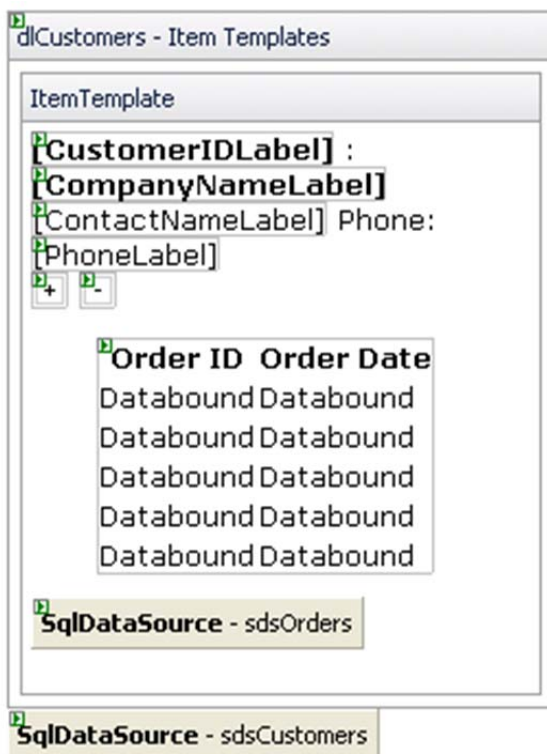 dlCustomers - Item Templates
ItemTemplate
[CustomerIDLabel] :
[CompanyNameLabel]
[ContactNameLabel] Phone:
[PhoneLabel]
+ -
Order ID Order Date
Databound Databound
Databound Databound
Databound Databound
Databound Databound
Databound Databound
SqlDataSource - sdsOrders
SqlDataSource - sdsCustomers